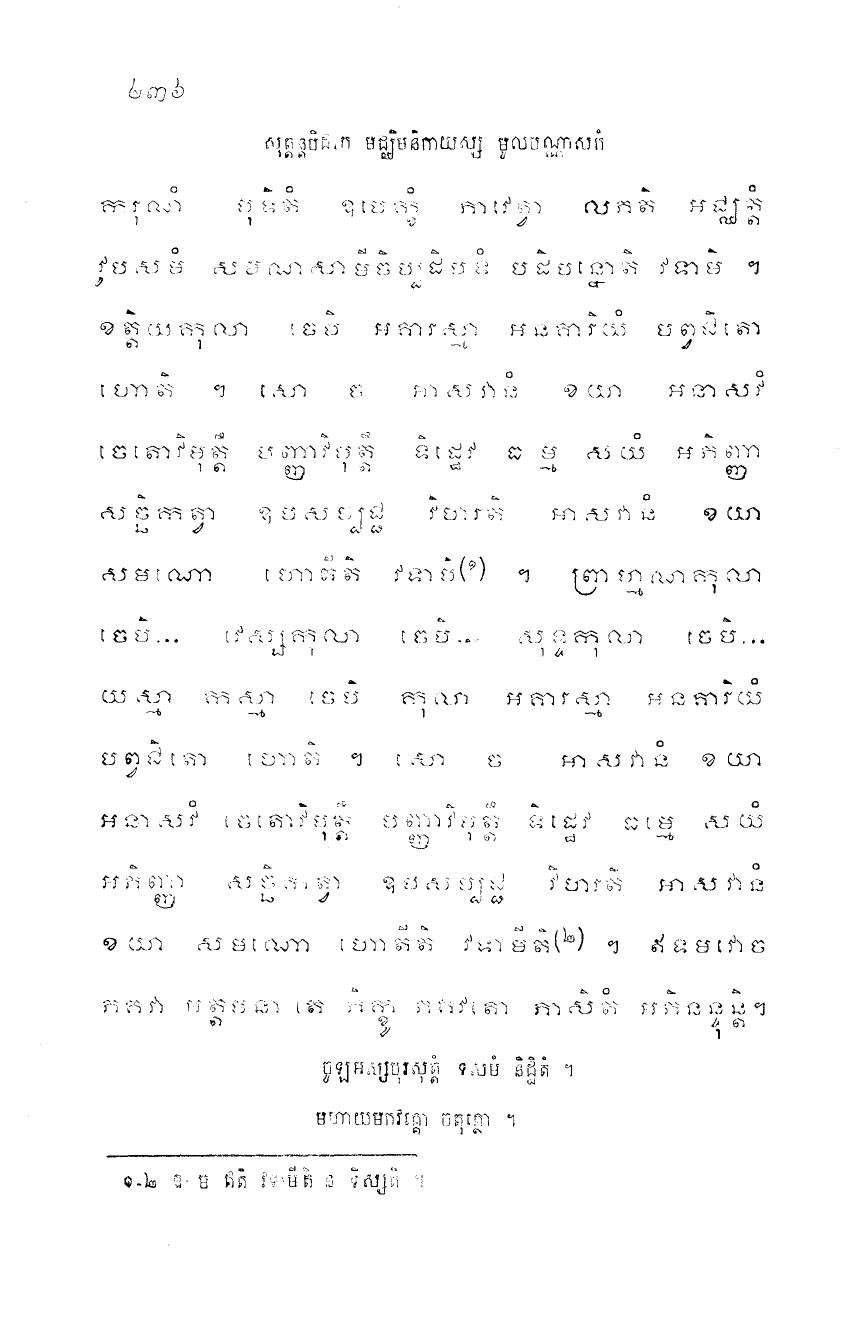 ៤៣៦
សុត្តន្តបិដកេ មជ្ឈិមនិកាយស្ស មូលបណ្ណាសកំ
ករុណំ មុទិតំ ឧបេក្ខំ ភាវេត្វា លភតិ អជ្ឈត្តំ
វូបសមំ សមណសាមីចិប្បដិបទំ បដិបន្នោតិ វទាមិ ។
ខត្តិយកុលា ចេបិ អគារស្មា អនគារិយំ បព្វជិតោ
ហោតិ ។ សោ ច អាសវានំ ខយា អនាសវំ
ចេតោវិមុត្តឹ បញ្ញាវិមុត្តឹ ទិដ្ឋេវ ធម្មេ សយំ អភិញ្ញា
សច្ឆិកត្វា ឧបសម្បជ្ជ វិហរតិ អាសវានំ ខយា
សមណោ ហោតីតិ វទាមិ(១) ។ ព្រាហ្មណកុលា
ចេបិ... វេស្សកុលា ចេបិ... សុទ្ទកុលា ចេបិ...
យស្មា កស្មា ចេបិ កុលា អគារស្មា អនគារិយំ
បព្វជិតោ ហោតិ ។ សោ ច អាសវានំ ខយា
អនាសវំ ចេតោវិមុត្តឹ បញ្ញាវិមុត្តឹ ទិដ្ឋេវ ធម្មេ សយំ
អភិញ្ញា សច្ឆិកត្វា ឧបសម្បជ្ជ វិហរតិ អាសវានំ
ខយា សមណោ ហោតីតិ វទាមីតិ(២) ។ ឥទមវោច
ភគវា អត្តមនា តេ ភិក្ខូ ភគវតោ ភាសិតំ អភិនន្ទុន្តិ។
ចូឡអស្សបុរសុត្តំ ទសមំ និដ្ឋិតំ ។
មហាយមកវគ្គោ ចតុត្ថោ ។
១-២ ឱ. ម ឥតិ វទាមីតិ ន ទិស្សតិ ។